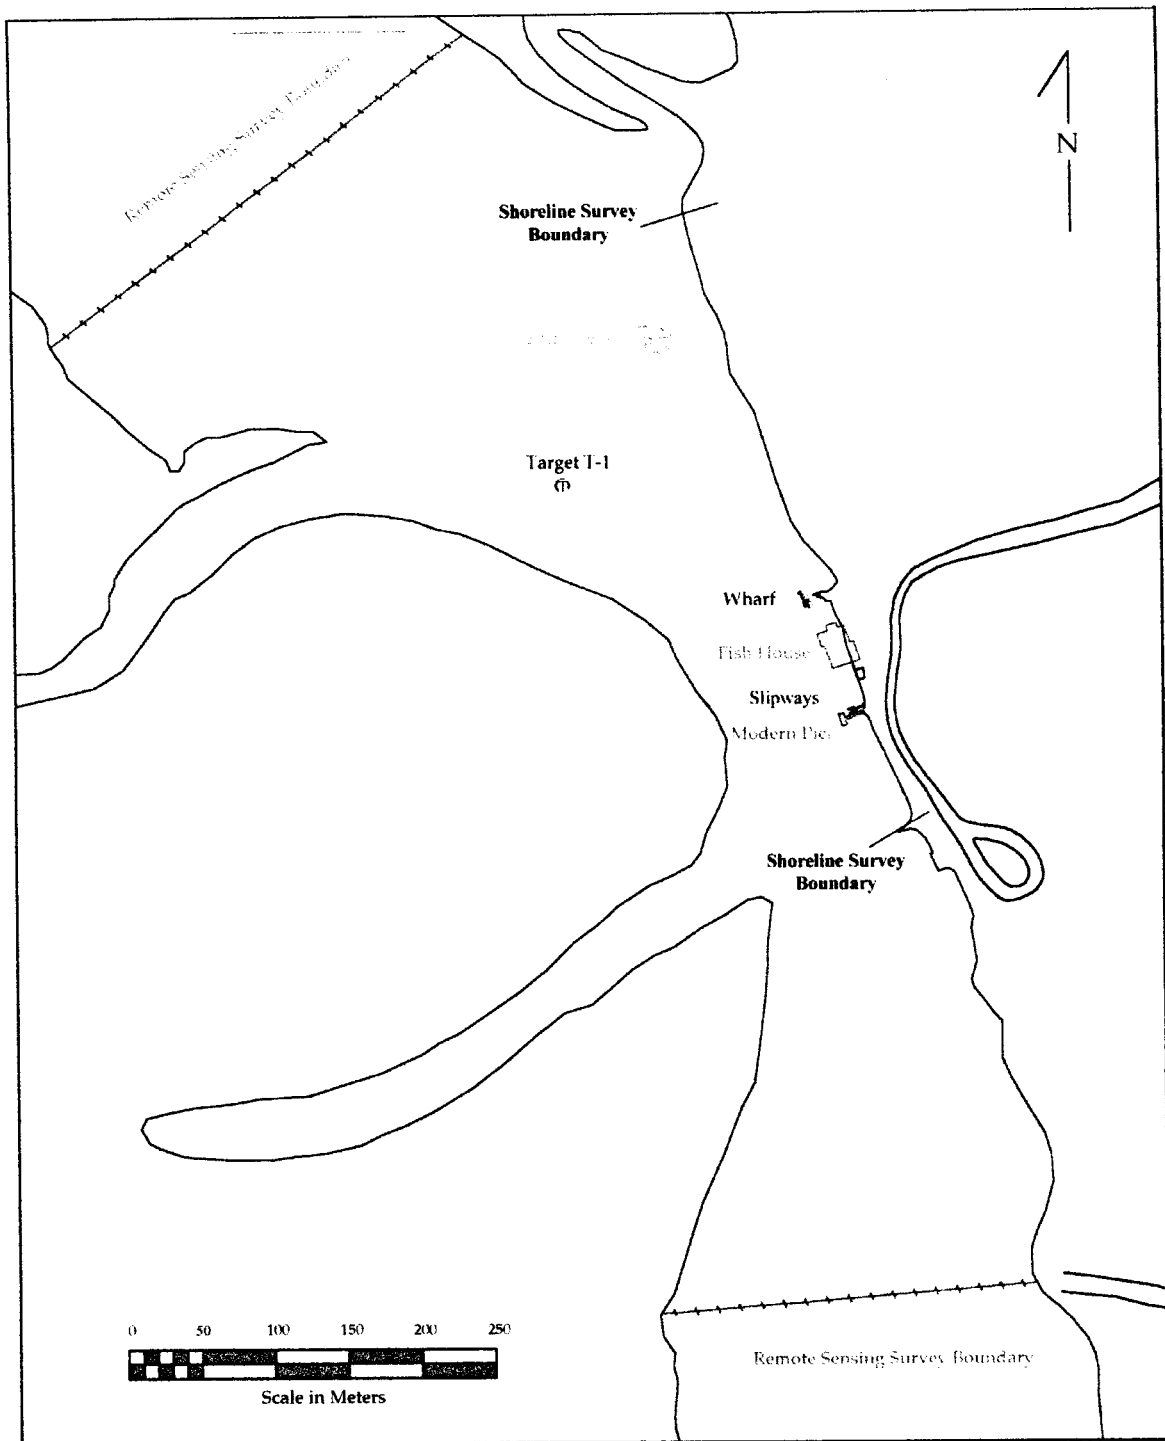 Remote Sensing Survey Boundary
N
Shoreline Survey
Boundary
Target T-1
Wharf
Fish House
Slipways
Modern Pier
Shoreline Survey
Boundary
0 50 100 150 200 250
Scale in Meters
Remote Sensing Survey Boundary